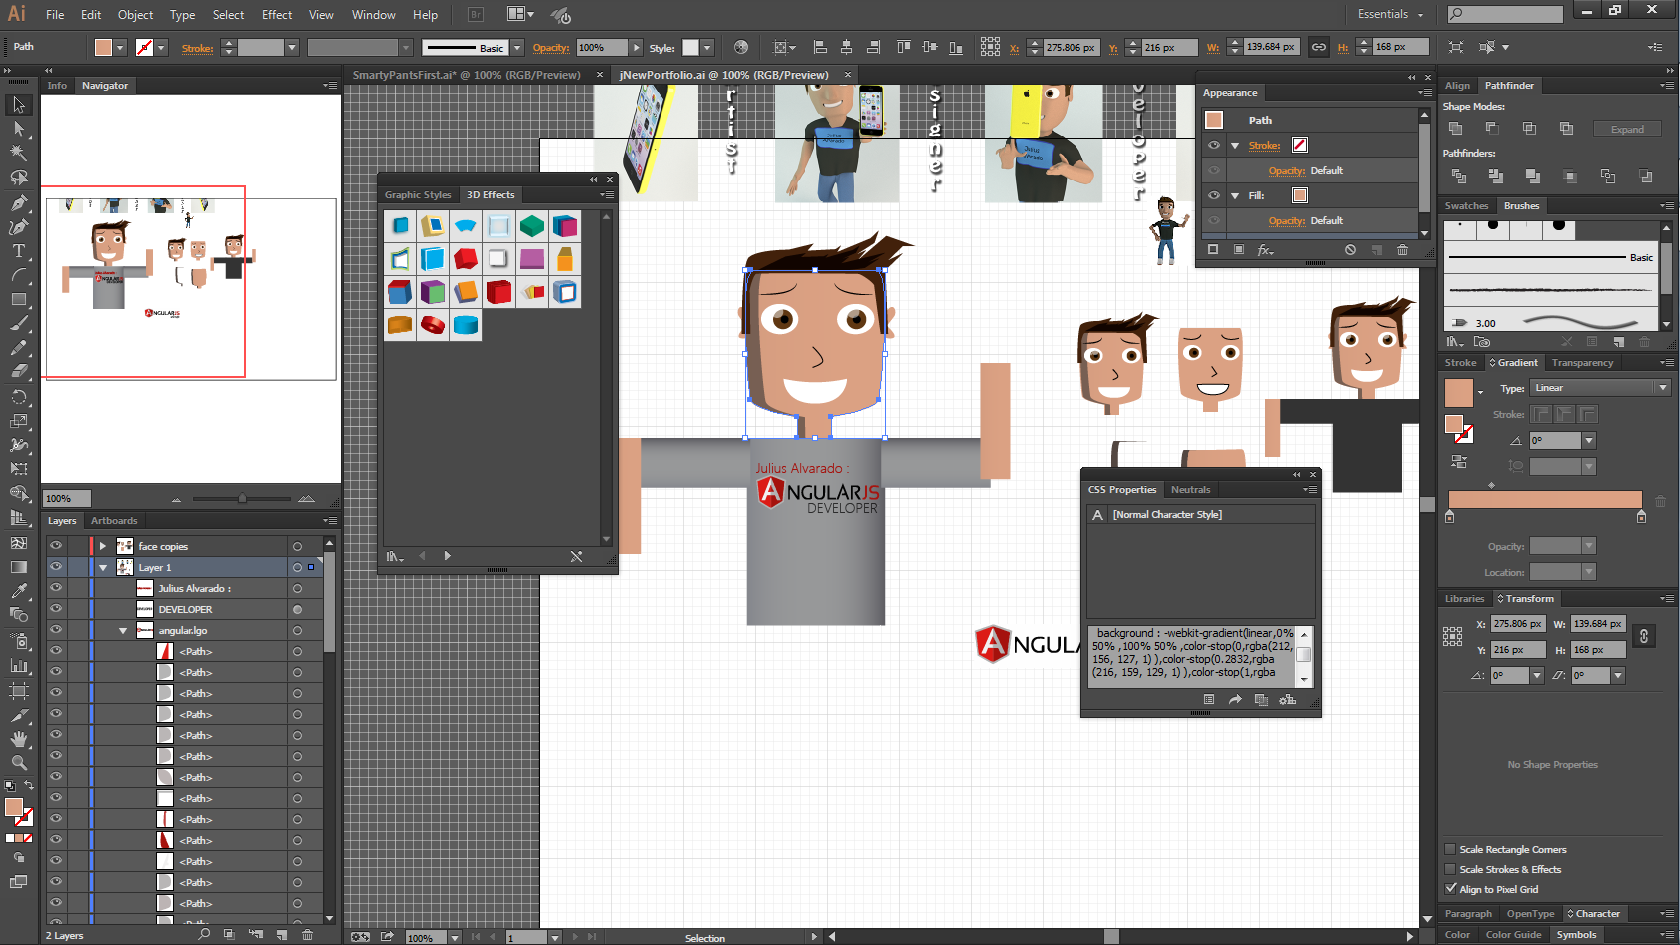 Ai File Edit Object Type Select Effect View Window Help Br Essentials
Path Stroke: Basic Opacity: 100% Style: X: 275.806 px Y: 216 px W: 139.684 px H: 168 px
SmartyPantsFirst.ai* @ 100% (RGB/Preview) jNewPortfolio.ai @ 100% (RGB/Preview)
Info Navigator
100%
Layers Artboards
face copies
Layer 1
Julius Alvarado :
DEVELOPER
angular.lgo
<Path>
<Path>
<Path>
<Path>
<Path>
<Path>
<Path>
<Path>
<Path>
<Path>
<Path>
<Path>
<Path>
2 Layers
Graphic Styles 3D Effects
rtist
signer
veloper
Julius Alvarado :
ANGULARJS
DEVELOPER
ANGULA
Appearance
Path
Stroke:
Opacity: Default
Fill:
Opacity: Default
fx
CSS Properties Neutrals
A [Normal Character Style]
background : -webkit-gradient(linear,0%
50% ,100% 50% ,color-stop(0,rgba(212,
156, 127, 1) ),color-stop(0.2832,rgba
(216, 159, 129, 1) ),color-stop(1,rgba
100% 1 Selection
Align Pathfinder
Shape Modes:
Expand
Pathfinders:
Swatches Brushes
Basic
3.00
Stroke Gradient Transparency
Type: Linear
Stroke:
0°
Opacity:
Location:
Libraries Transform
X: 275.806 px W: 139.684 px
Y: 216 px H: 168 px
0° 0°
No Shape Properties
Scale Rectangle Corners
Scale Strokes & Effects
Align to Pixel Grid
Paragraph OpenType Character
Color Color Guide Symbols